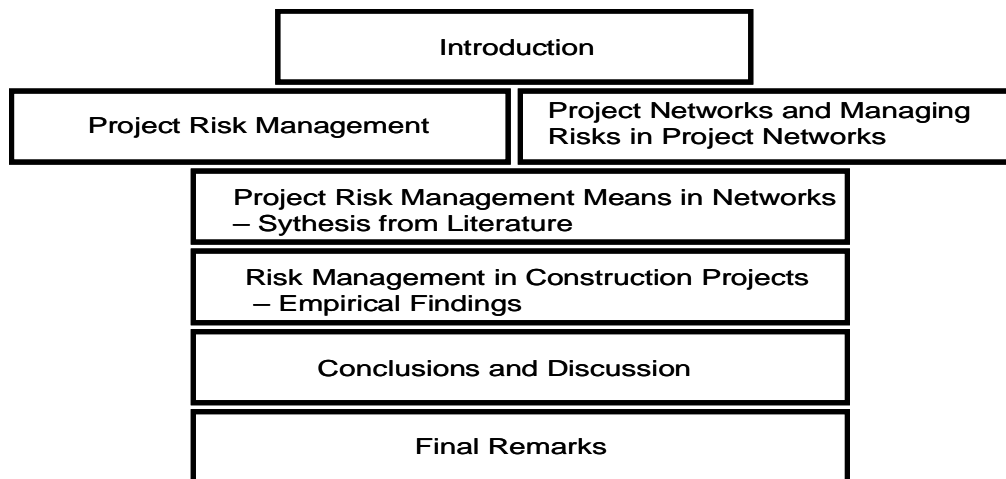 Introduction
Project Risk Management
Project Networks and Managing
Risks in Project Networks
Project Risk Management Means in Networks
– Sythesis from Literature
Risk Management in Construction Projects
– Empirical Findings
Conclusions and Discussion
Final Remarks